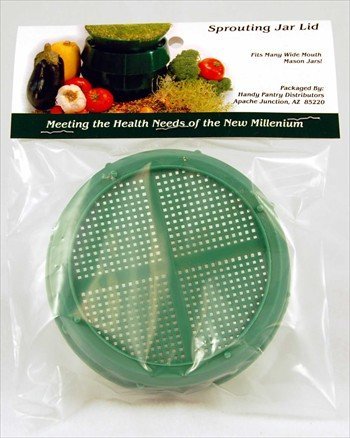 Sprouting Jar Lid
Fits Many Wide Mouth
Mason Jars!
Packaged By:
Handy Pantry Distributors
Apache Junction, AZ 85220
Meeting the Health Needs of the New Millenium